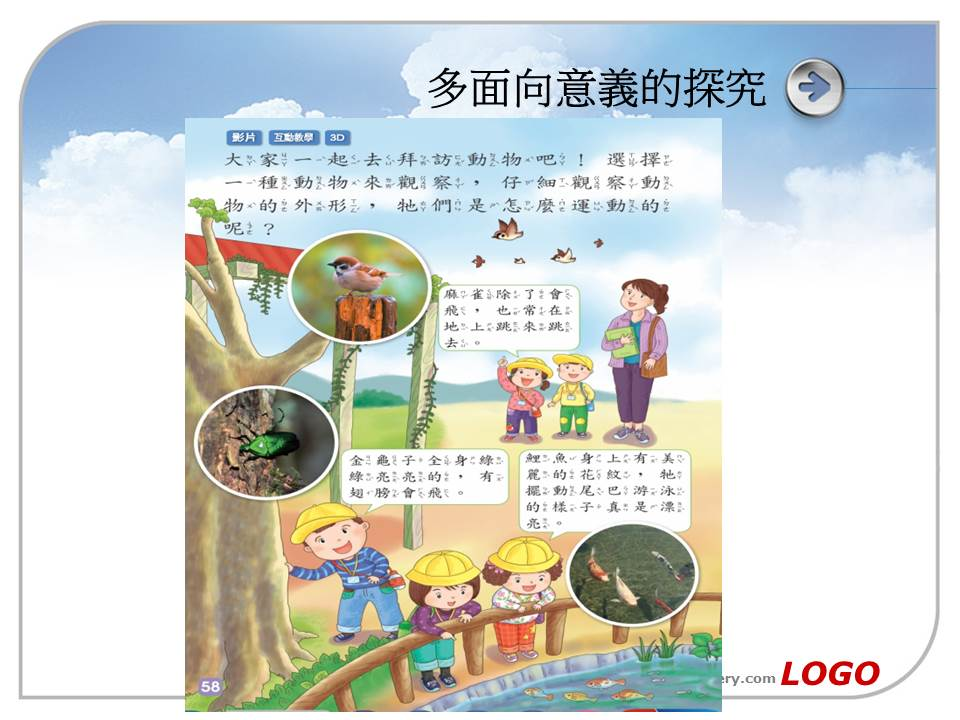 多面向意義的探究
影片 互動教學 3D
大家一起去拜訪動物吧！ 選擇
一種動物來觀察，仔細觀察動
物的外形，牠們是怎麼運動的
呢？
麻雀除了會
飛，也常在
地上跳來跳
去。
金龜子全身綠
綠亮亮的，有
翅膀會飛。
鯉魚身上有美
麗的花紋，牠
擺動尾巴游泳
的樣子真是漂
亮。
58
ery.com LOGO